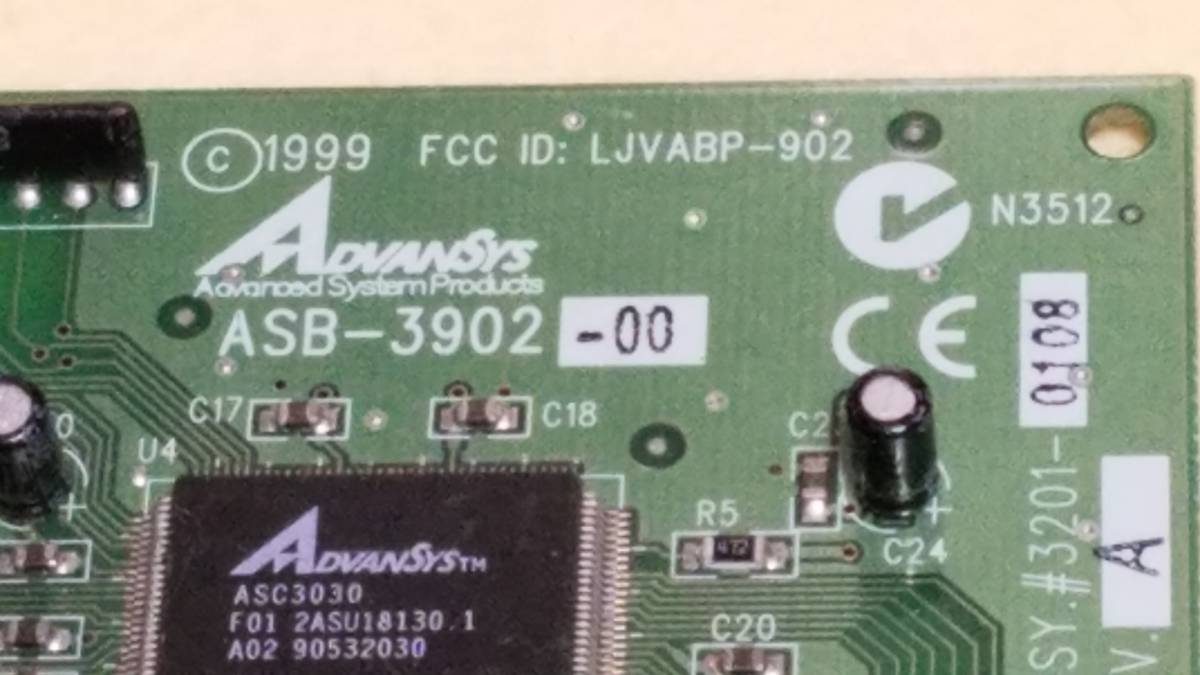 ©1999 FCC ID: LJVABP-902
N3512
ADVANSYS
Advanced System Products
ASB-3902 -00
CE
0108
C17
C18
U4
R5
472
C24
C20
ADVANSYS™
ASC3030
F01 2ASU18130.1
A02 90532030
SY.#3201-
A